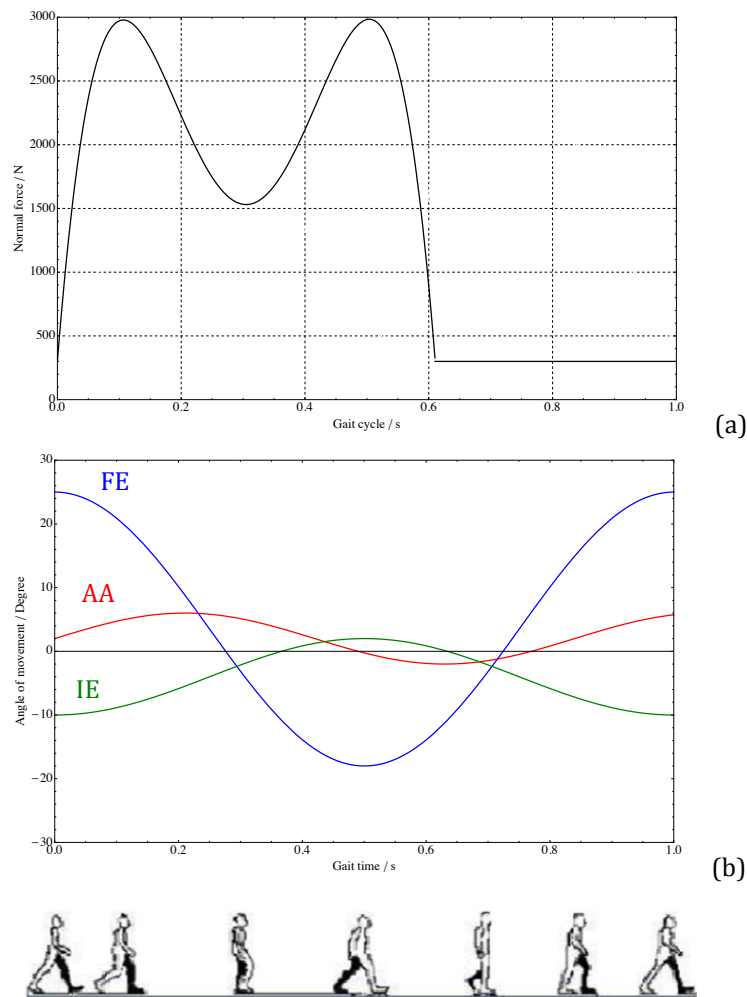 3000
2500
2000
1500
1000
500
0
Normal force / N
0.0 0.2 0.4 0.6 0.8 1.0
Gait cycle / s
(a)
30
20
10
0
−10
−20
−30
Angle of movement / Degree
FE
AA
IE
0.0 0.2 0.4 0.6 0.8 1.0
Gait time / s
(b)